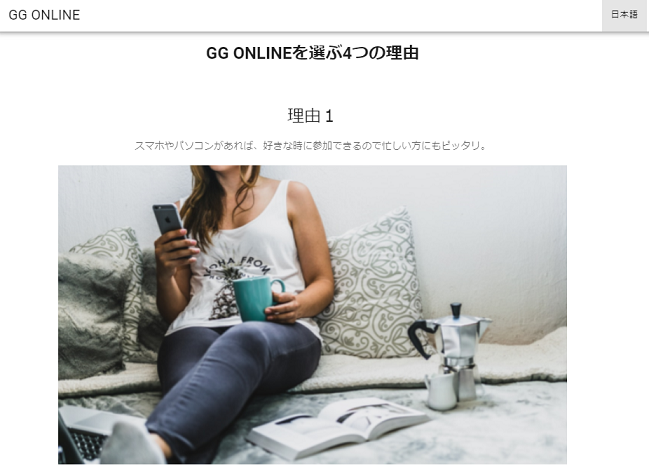 GG ONLINE
日本語
GG ONLINEを選ぶ4つの理由
理由 1
スマホやパソコンがあれば、好きな時に参加できるので忙しい方にもピッタリ。
OHA FROM